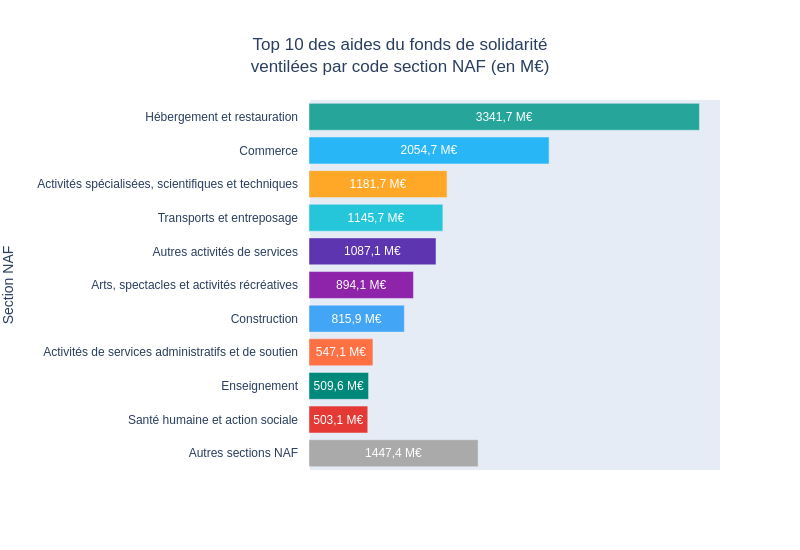 Top 10 des aides du fonds de solidarité
ventilées par code section NAF (en M€)
Section NAF
Hébergement et restauration 3341,7 M€
Commerce 2054,7 M€
Activités spécialisées, scientifiques et techniques 1181,7 M€
Transports et entreposage 1145,7 M€
Autres activités de services 1087,1 M€
Arts, spectacles et activités récréatives 894,1 M€
Construction 815,9 M€
Activités de services administratifs et de soutien 547,1 M€
Enseignement 509,6 M€
Santé humaine et action sociale 503,1 M€
Autres sections NAF 1447,4 M€